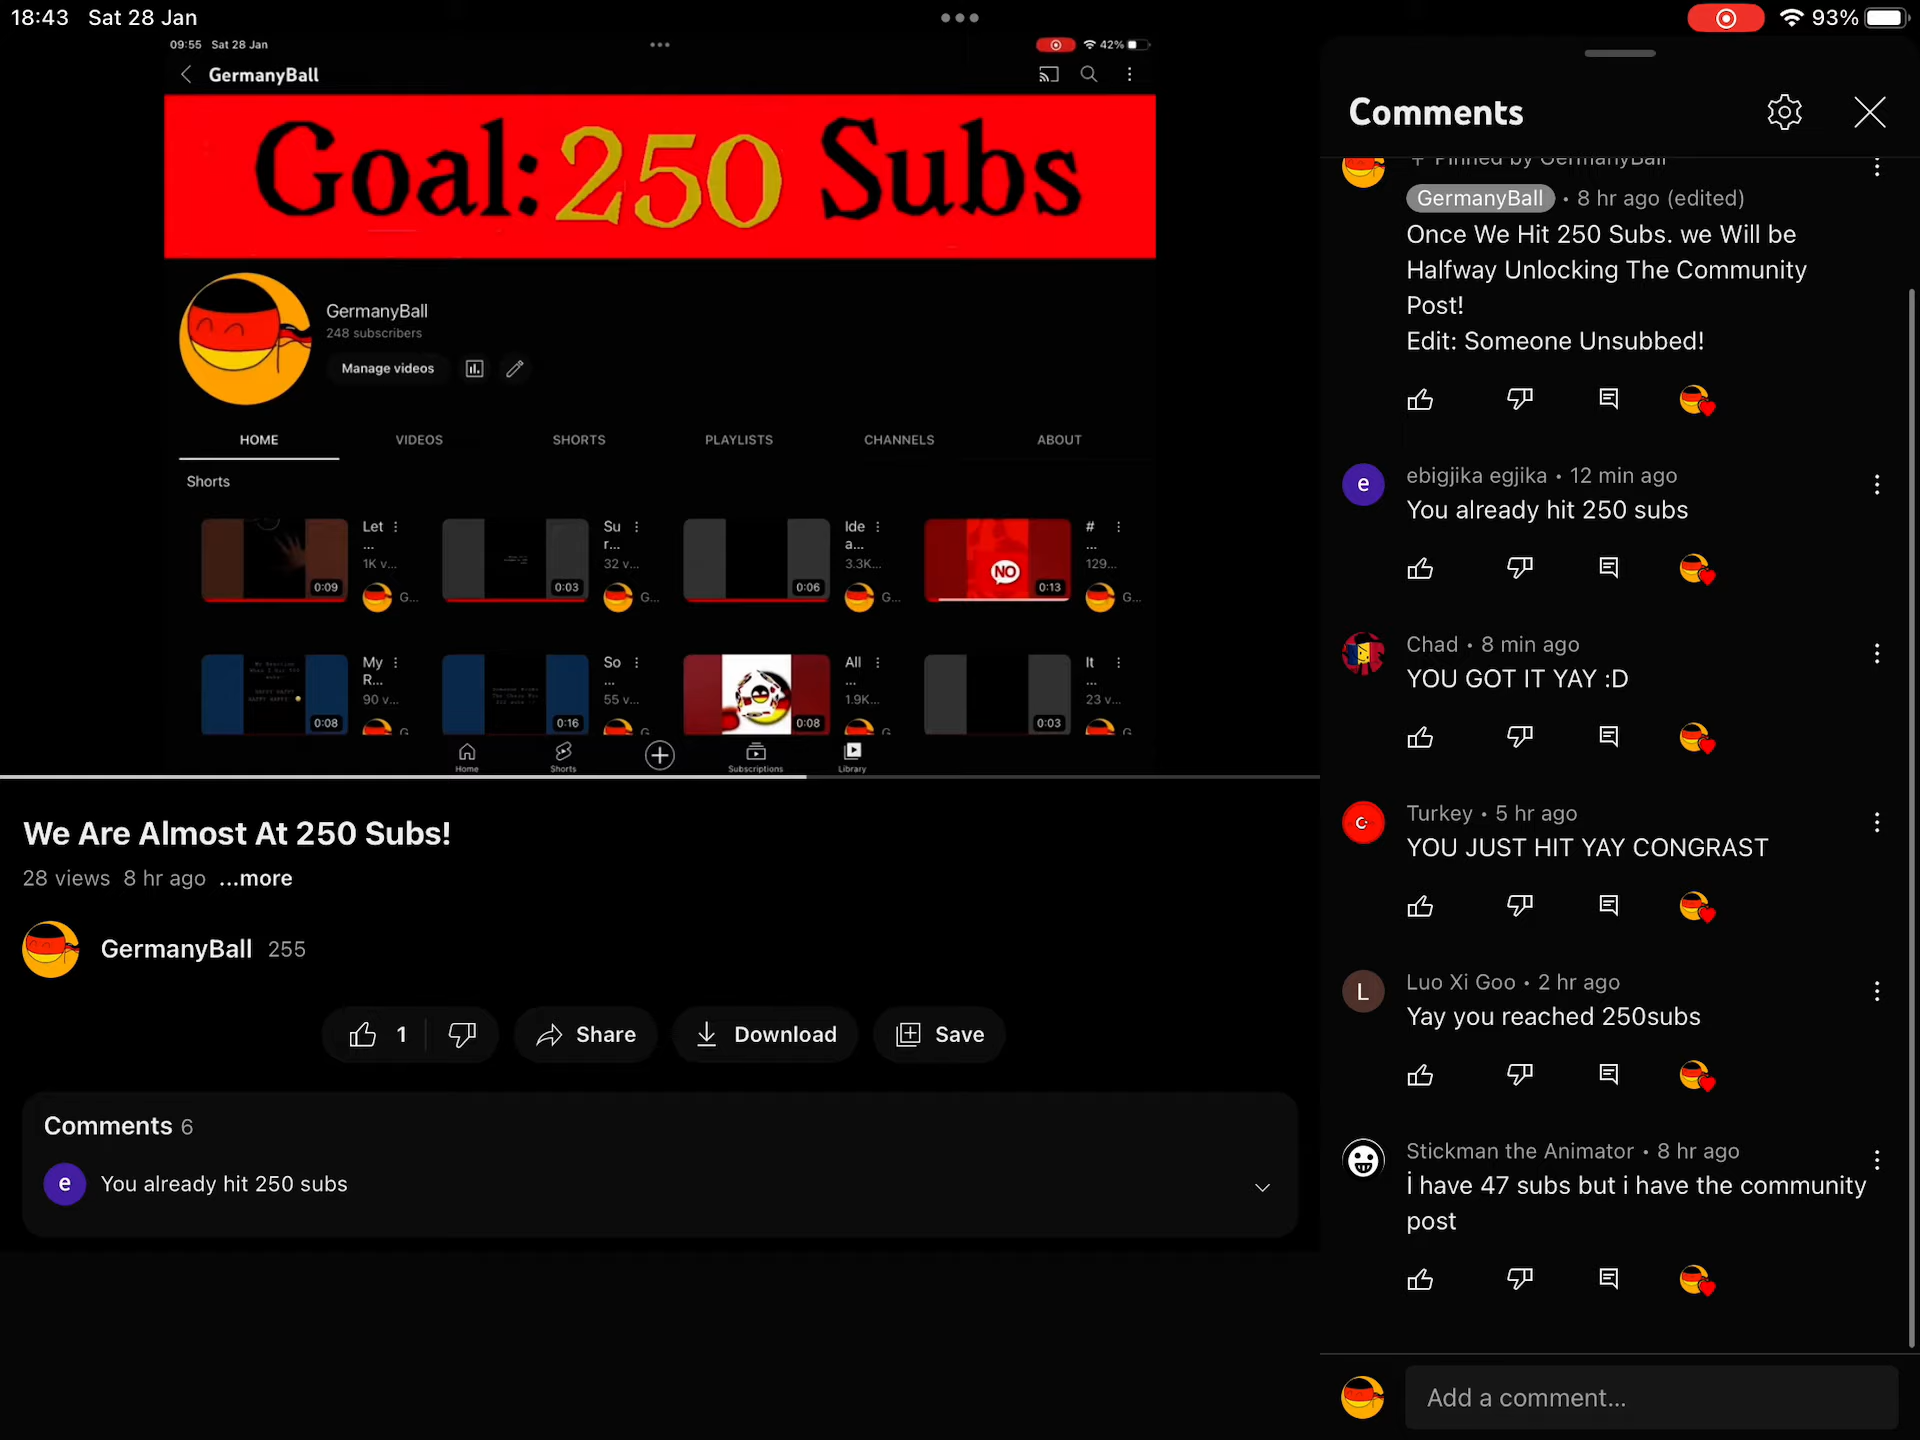 18:43 Sat 28 Jan
93%
09:55 Sat 28 Jan
42%
GermanyBall
Goal: 250 Subs
GermanyBall
248 subscribers
Manage videos
HOME VIDEOS SHORTS PLAYLISTS CHANNELS ABOUT
Shorts
Let ...
1K v...
0:09
G...
Su r...
32 v...
0:03
G...
Ide a...
3.3K...
0:06
G...
# ...
129...
NO
0:13
G...
My R...
90 v...
0:08
So ...
55 v...
0:16
All ...
1.9K...
0:08
It ...
23 v...
0:03
Home Shorts Subscriptions Library
We Are Almost At 250 Subs!
28 views 8 hr ago ...more
GermanyBall 255
1 Share Download Save
Comments 6
e You already hit 250 subs
Comments
Pinned by GermanyBall
GermanyBall • 8 hr ago (edited)
Once We Hit 250 Subs. we Will be
Halfway Unlocking The Community
Post!
Edit: Someone Unsubbed!
e
ebigjika egjika • 12 min ago
You already hit 250 subs
Chad • 8 min ago
YOU GOT IT YAY :D
Turkey • 5 hr ago
YOU JUST HIT YAY CONGRAST
L
Luo Xi Goo • 2 hr ago
Yay you reached 250subs
Stickman the Animator • 8 hr ago
İ have 47 subs but i have the community
post
Add a comment...